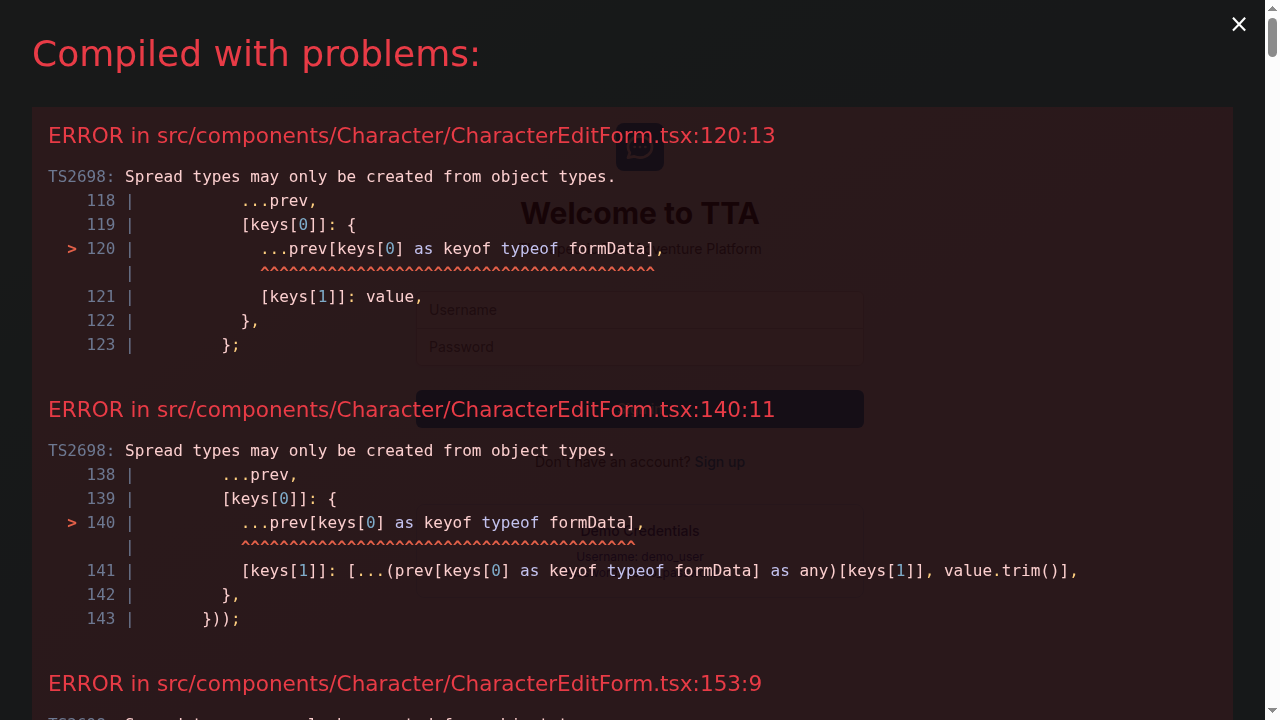 Compiled with problems:
×
ERROR in src/components/Character/CharacterEditForm.tsx:120:13
TS2698: Spread types may only be created from object types.
118 |           ...prev,
119 |           [keys[0]]: {
> 120 |             ...prev[keys[0] as keyof typeof formData],
|             ^^^^^^^^^^^^^^^^^^^^^^^^^^^^^^^^^^^^^^^^^
121 |             [keys[1]]: value,
122 |           },
123 |         };
ERROR in src/components/Character/CharacterEditForm.tsx:140:11
TS2698: Spread types may only be created from object types.
138 |         ...prev,
139 |         [keys[0]]: {
> 140 |           ...prev[keys[0] as keyof typeof formData],
|           ^^^^^^^^^^^^^^^^^^^^^^^^^^^^^^^^^^^^^^^^^
141 |           [keys[1]]: [...(prev[keys[0] as keyof typeof formData] as any)[keys[1]], value.trim()],
142 |         },
143 |       }));
ERROR in src/components/Character/CharacterEditForm.tsx:153:9
Welcome to TTA
Adventure Platform
Username
Password
Don't have an account? Sign up
Demo Credentials
Username: demo_user